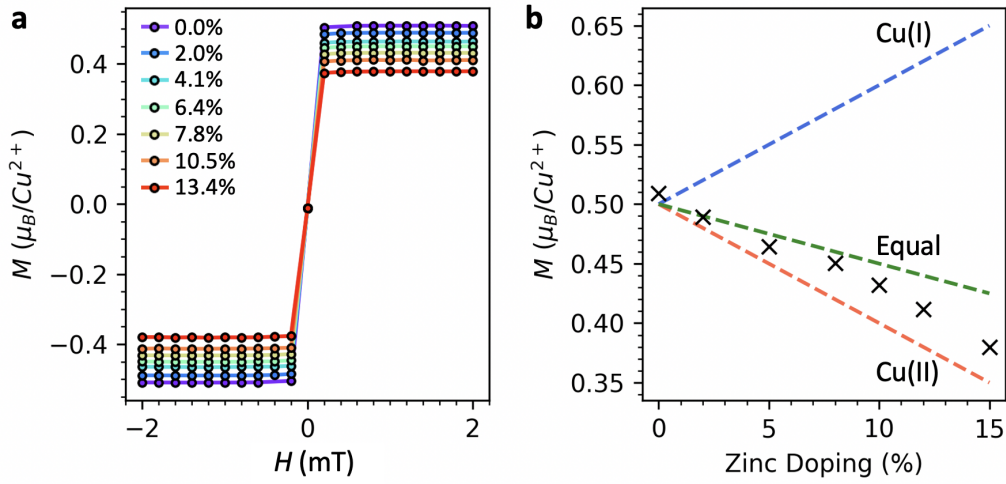 a
M (μB/Cu2+)
0.4
0.2
0.0
−0.2
−0.4
0.0%
2.0%
4.1%
6.4%
7.8%
10.5%
13.4%
−2
0
2
H (mT)
b
M (μB/Cu2+)
0.65
0.60
0.55
0.50
0.45
0.40
0.35
Cu(I)
Equal
Cu(II)
0
5
10
15
Zinc Doping (%)